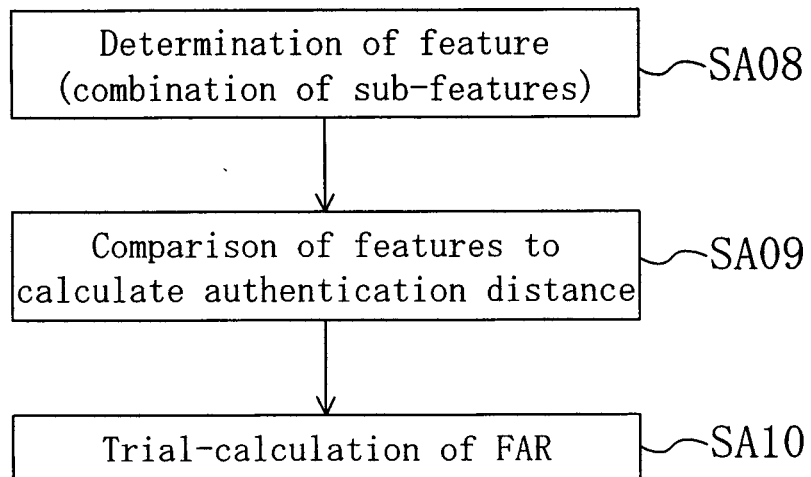 Determination of feature
(combination of sub-features)
SA08
Comparison of features to
calculate authentication distance
SA09
Trial-calculation of FAR
SA10